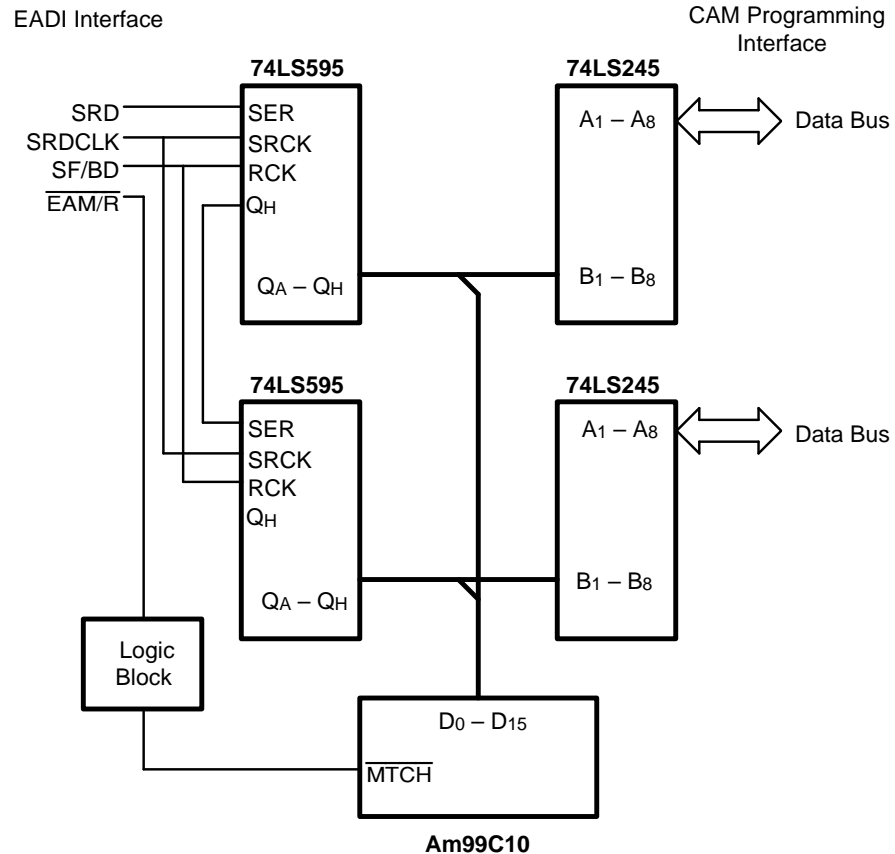 EADI Interface
CAM Programming
Interface
74LS595
74LS245
SRD
SRDCLK
SF/BD
EAM/R
SER
SRCK
RCK
QH
QA – QH
A1 – A8
B1 – B8
Data Bus
74LS595
74LS245
SER
SRCK
RCK
QH
QA – QH
A1 – A8
B1 – B8
Data Bus
Logic
Block
D0 – D15
MTCH
Am99C10